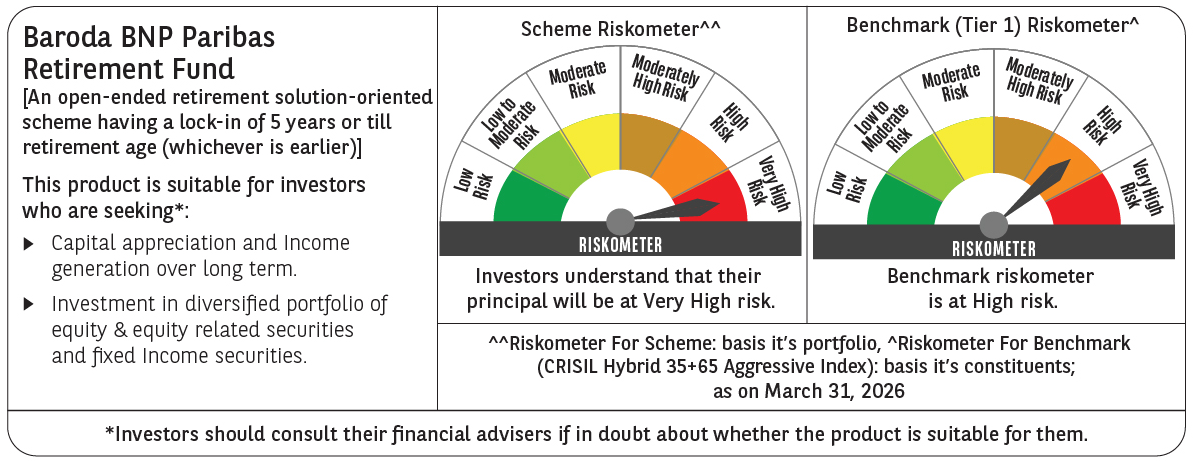 Baroda BNP Paribas
Retirement Fund
[An open-ended retirement solution-oriented
scheme having a lock-in of 5 years or till
retirement age (whichever is earlier)]
This product is suitable for investors
who are seeking*:
Capital appreciation and Income
generation over long term.
Investment in diversified portfolio of
equity & equity related securities
and fixed Income securities.
Scheme Riskometer^^
Low
Risk
Low to
Moderate
Risk
Moderate
Risk
Moderately
High Risk
High
Risk
Very High
Risk
RISKOMETER
Investors understand that their
principal will be at Very High risk.
Benchmark (Tier 1) Riskometer^
Low
Risk
Low to
Moderate
Risk
Moderate
Risk
Moderately
High Risk
High
Risk
Very High
Risk
RISKOMETER
Benchmark riskometer
is at High risk.
^^Riskometer For Scheme: basis it's portfolio, ^Riskometer For Benchmark
(CRISIL Hybrid 35+65 Aggressive Index): basis it's constituents;
as on March 31, 2026
*Investors should consult their financial advisers if in doubt about whether the product is suitable for them.